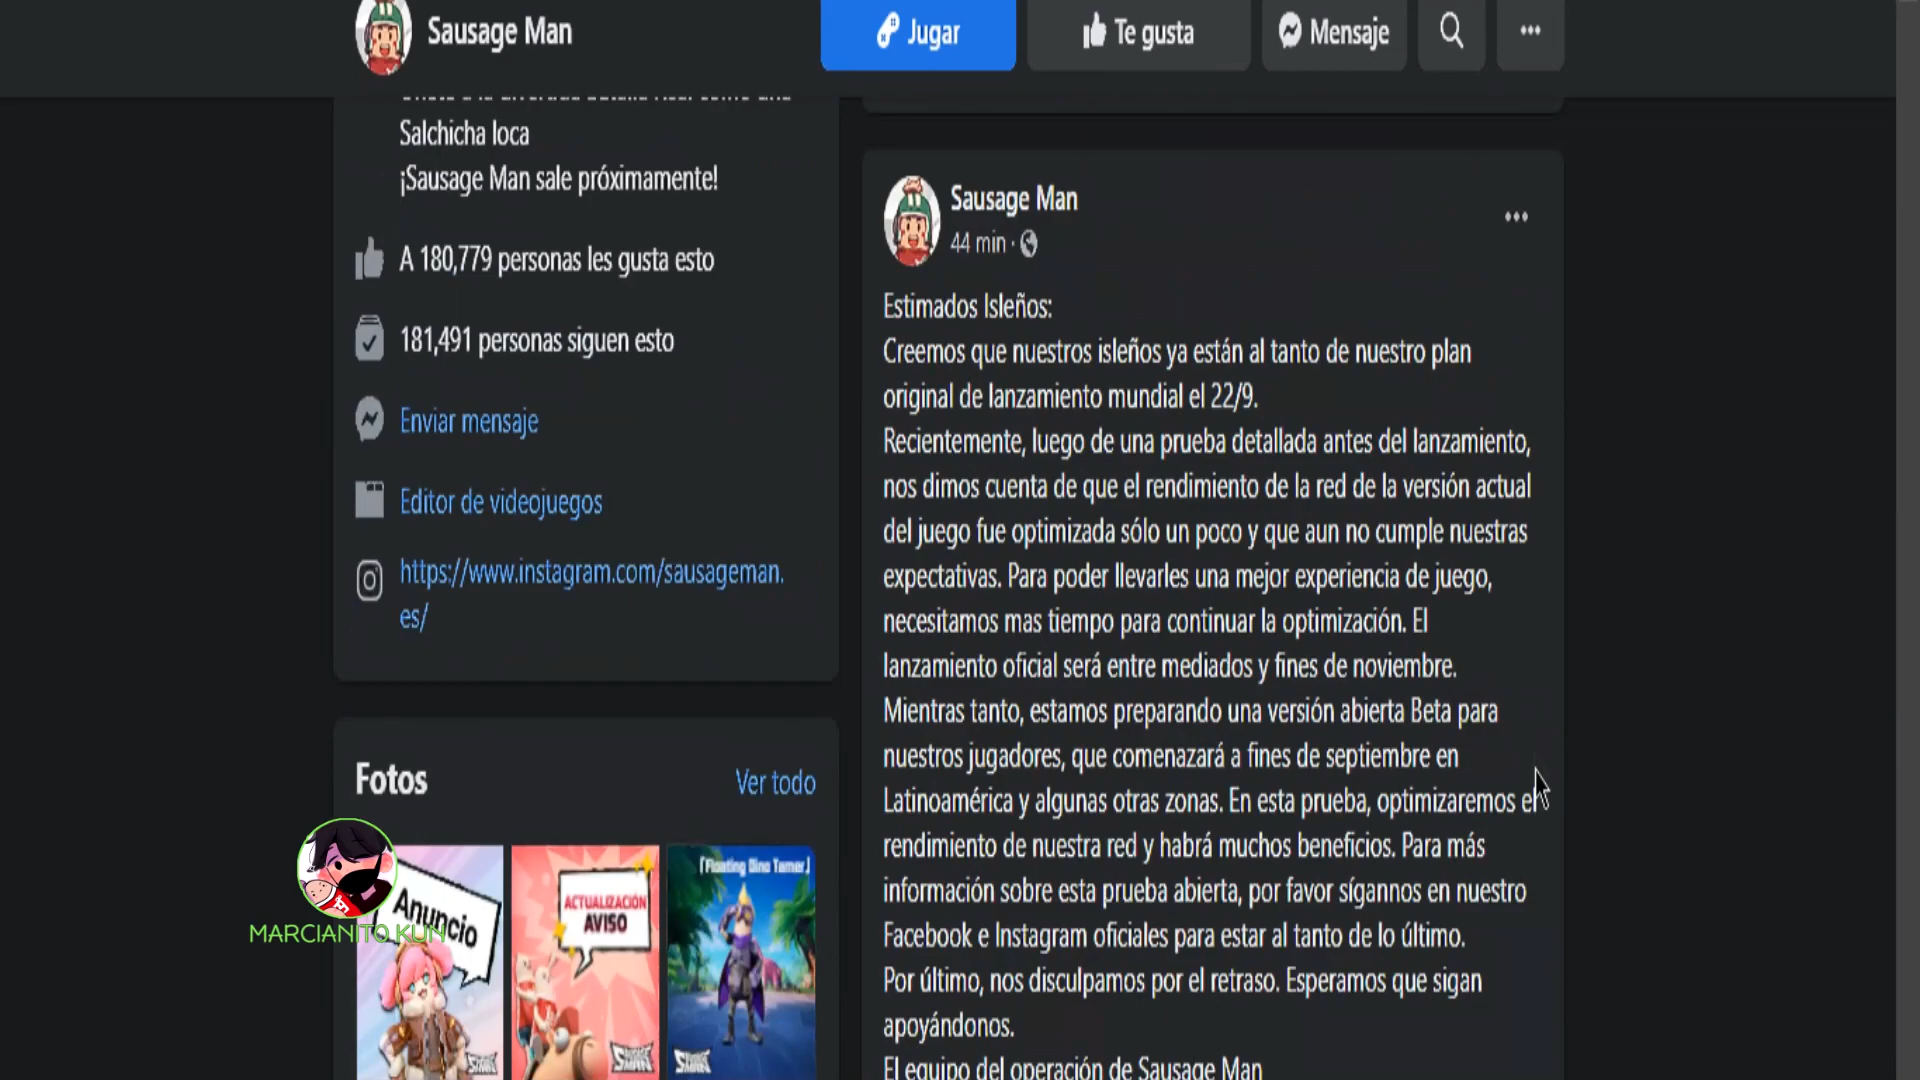 Sausage Man
Jugar
Te gusta
Mensaje
Salchicha loca
¡Sausage Man sale próximamente!
A 180,779 personas les gusta esto
181,491 personas siguen esto
Enviar mensaje
Editor de videojuegos
https://www.instagram.com/sausageman.
es/
Fotos
Ver todo
Anuncio
ACTUALIZACIÓN
AVISO
「Floating Dino Tamer」
MARCIANITO KUN
Sausage Man
44 min ·
Estimados Isleños:
Creemos que nuestros isleños ya están al tanto de nuestro plan
original de lanzamiento mundial el 22/9.
Recientemente, luego de una prueba detallada antes del lanzamiento,
nos dimos cuenta de que el rendimiento de la red de la versión actual
del juego fue optimizada sólo un poco y que aun no cumple nuestras
expectativas. Para poder llevarles una mejor experiencia de juego,
necesitamos mas tiempo para continuar la optimización. El
lanzamiento oficial será entre mediados y fines de noviembre.
Mientras tanto, estamos preparando una versión abierta Beta para
nuestros jugadores, que comenazará a fines de septiembre en
Latinoamérica y algunas otras zonas. En esta prueba, optimizaremos el
rendimiento de nuestra red y habrá muchos beneficios. Para más
información sobre esta prueba abierta, por favor sígannos en nuestro
Facebook e Instagram oficiales para estar al tanto de lo último.
Por último, nos disculpamos por el retraso. Esperamos que sigan
apoyándonos.
El equipo del operación de Sausage Man